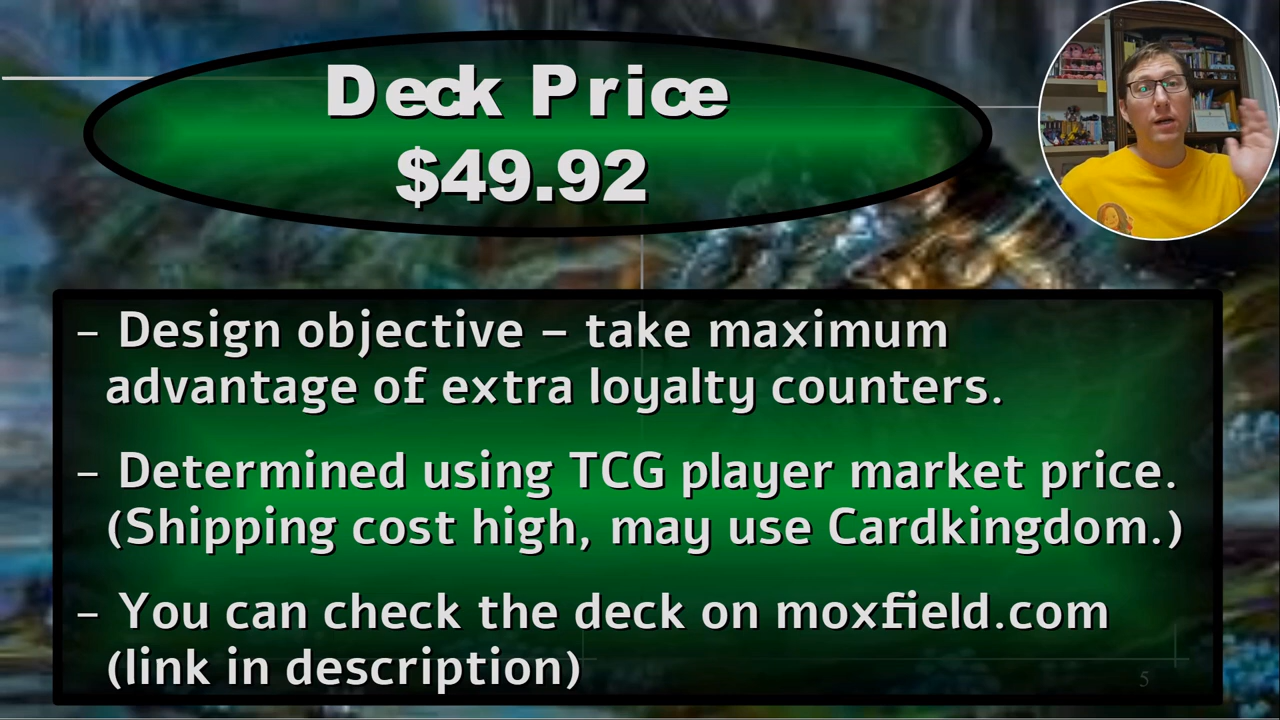 Deck Price
$49.92
– Design objective – take maximum
advantage of extra loyalty counters.
– Determined using TCG player market price.
(Shipping cost high, may use Cardkingdom.)
– You can check the deck on moxfield.com
(link in description)
5